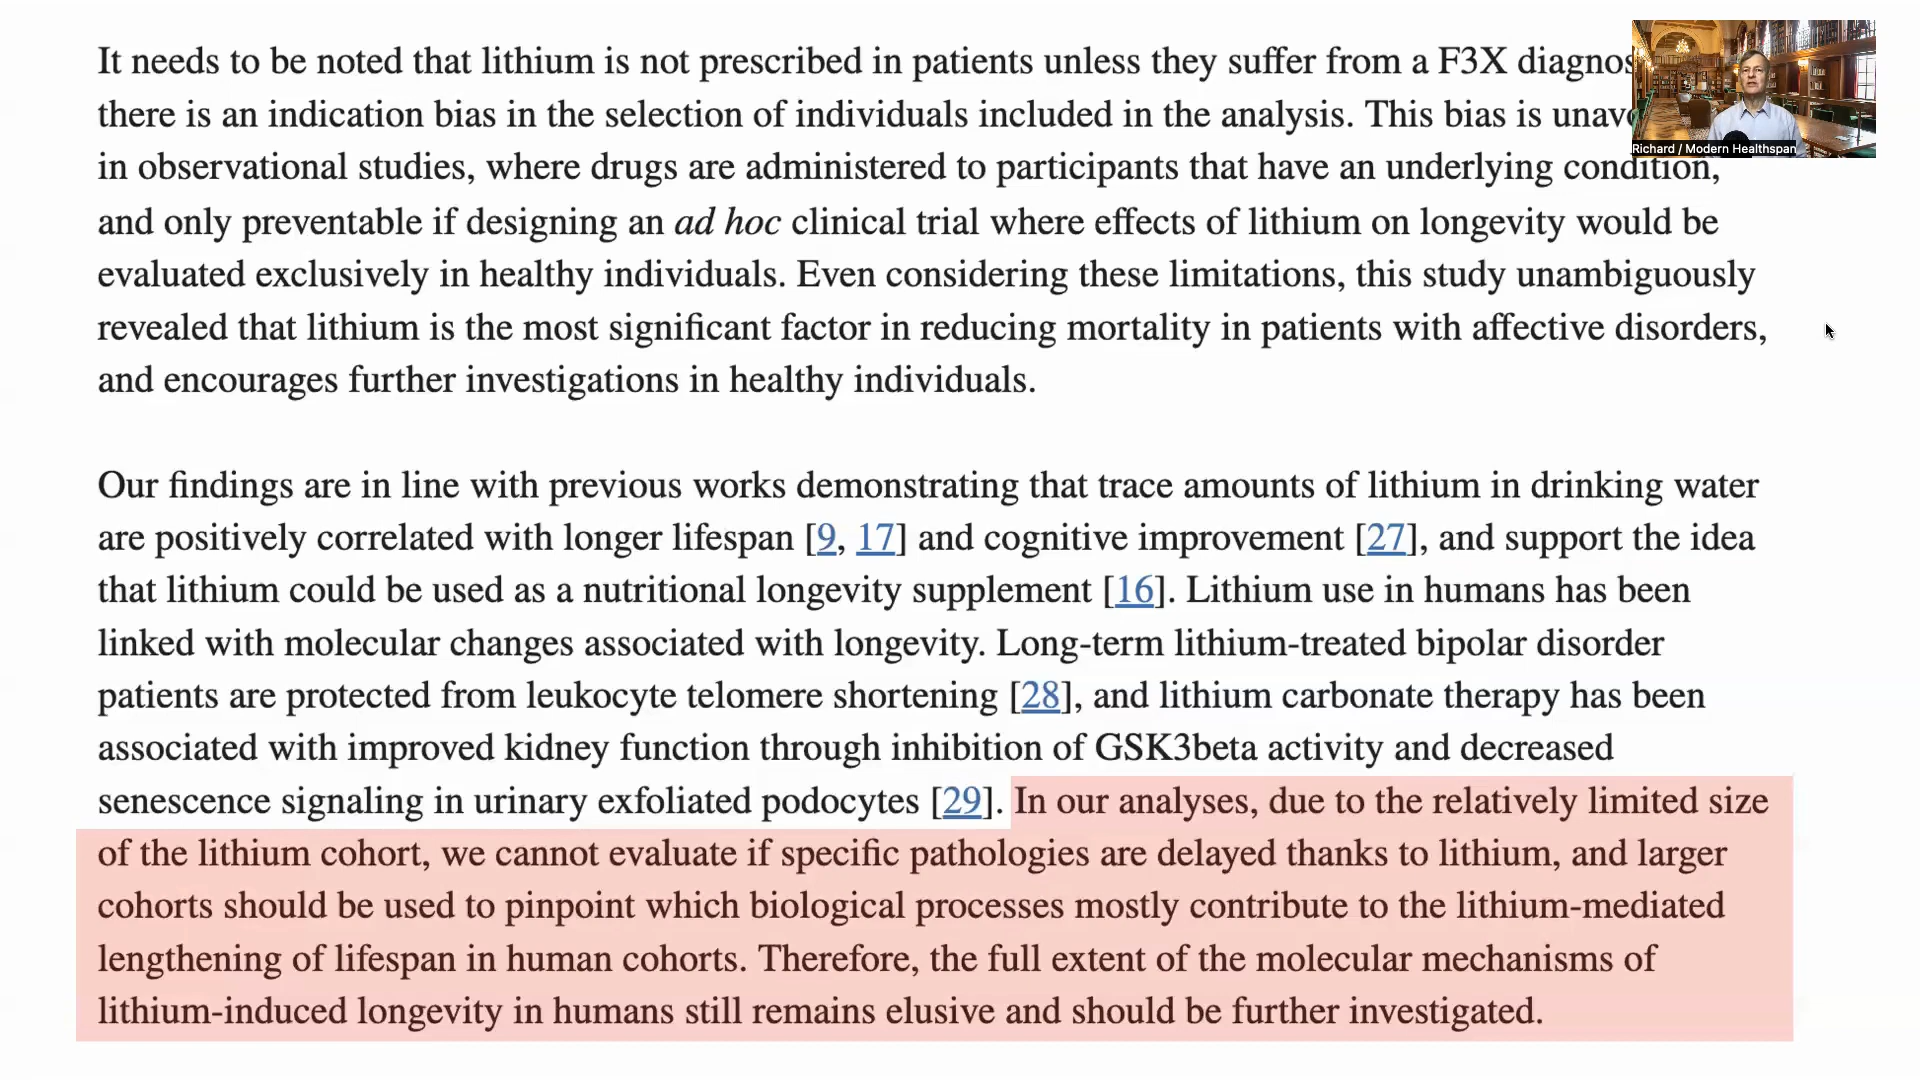 It needs to be noted that lithium is not prescribed in patients unless they suffer from a F3X
there is an indication bias in the selection of individuals included in the analysis. This bias is
in observational studies, where drugs are administered to participants that have an underlying condition,
and only preventable if designing an ad hoc clinical trial where effects of lithium on longevity would be
evaluated exclusively in healthy individuals. Even considering these limitations, this study unambiguously
revealed that lithium is the most significant factor in reducing mortality in patients with affective disorders,
and encourages further investigations in healthy individuals.
Our findings are in line with previous works demonstrating that trace amounts of lithium in drinking water
are positively correlated with longer lifespan [9, 17] and cognitive improvement [27], and support the idea
that lithium could be used as a nutritional longevity supplement [16]. Lithium use in humans has been
linked with molecular changes associated with longevity. Long-term lithium-treated bipolar disorder
patients are protected from leukocyte telomere shortening [28], and lithium carbonate therapy has been
associated with improved kidney function through inhibition of GSK3beta activity and decreased
senescence signaling in urinary exfoliated podocytes [29]. In our analyses, due to the relatively limited size
of the lithium cohort, we cannot evaluate if specific pathologies are delayed thanks to lithium, and larger
cohorts should be used to pinpoint which biological processes mostly contribute to the lithium-mediated
lengthening of lifespan in human cohorts. Therefore, the full extent of the molecular mechanisms of
lithium-induced longevity in humans still remains elusive and should be further investigated.
Richard / Modern Healthspan